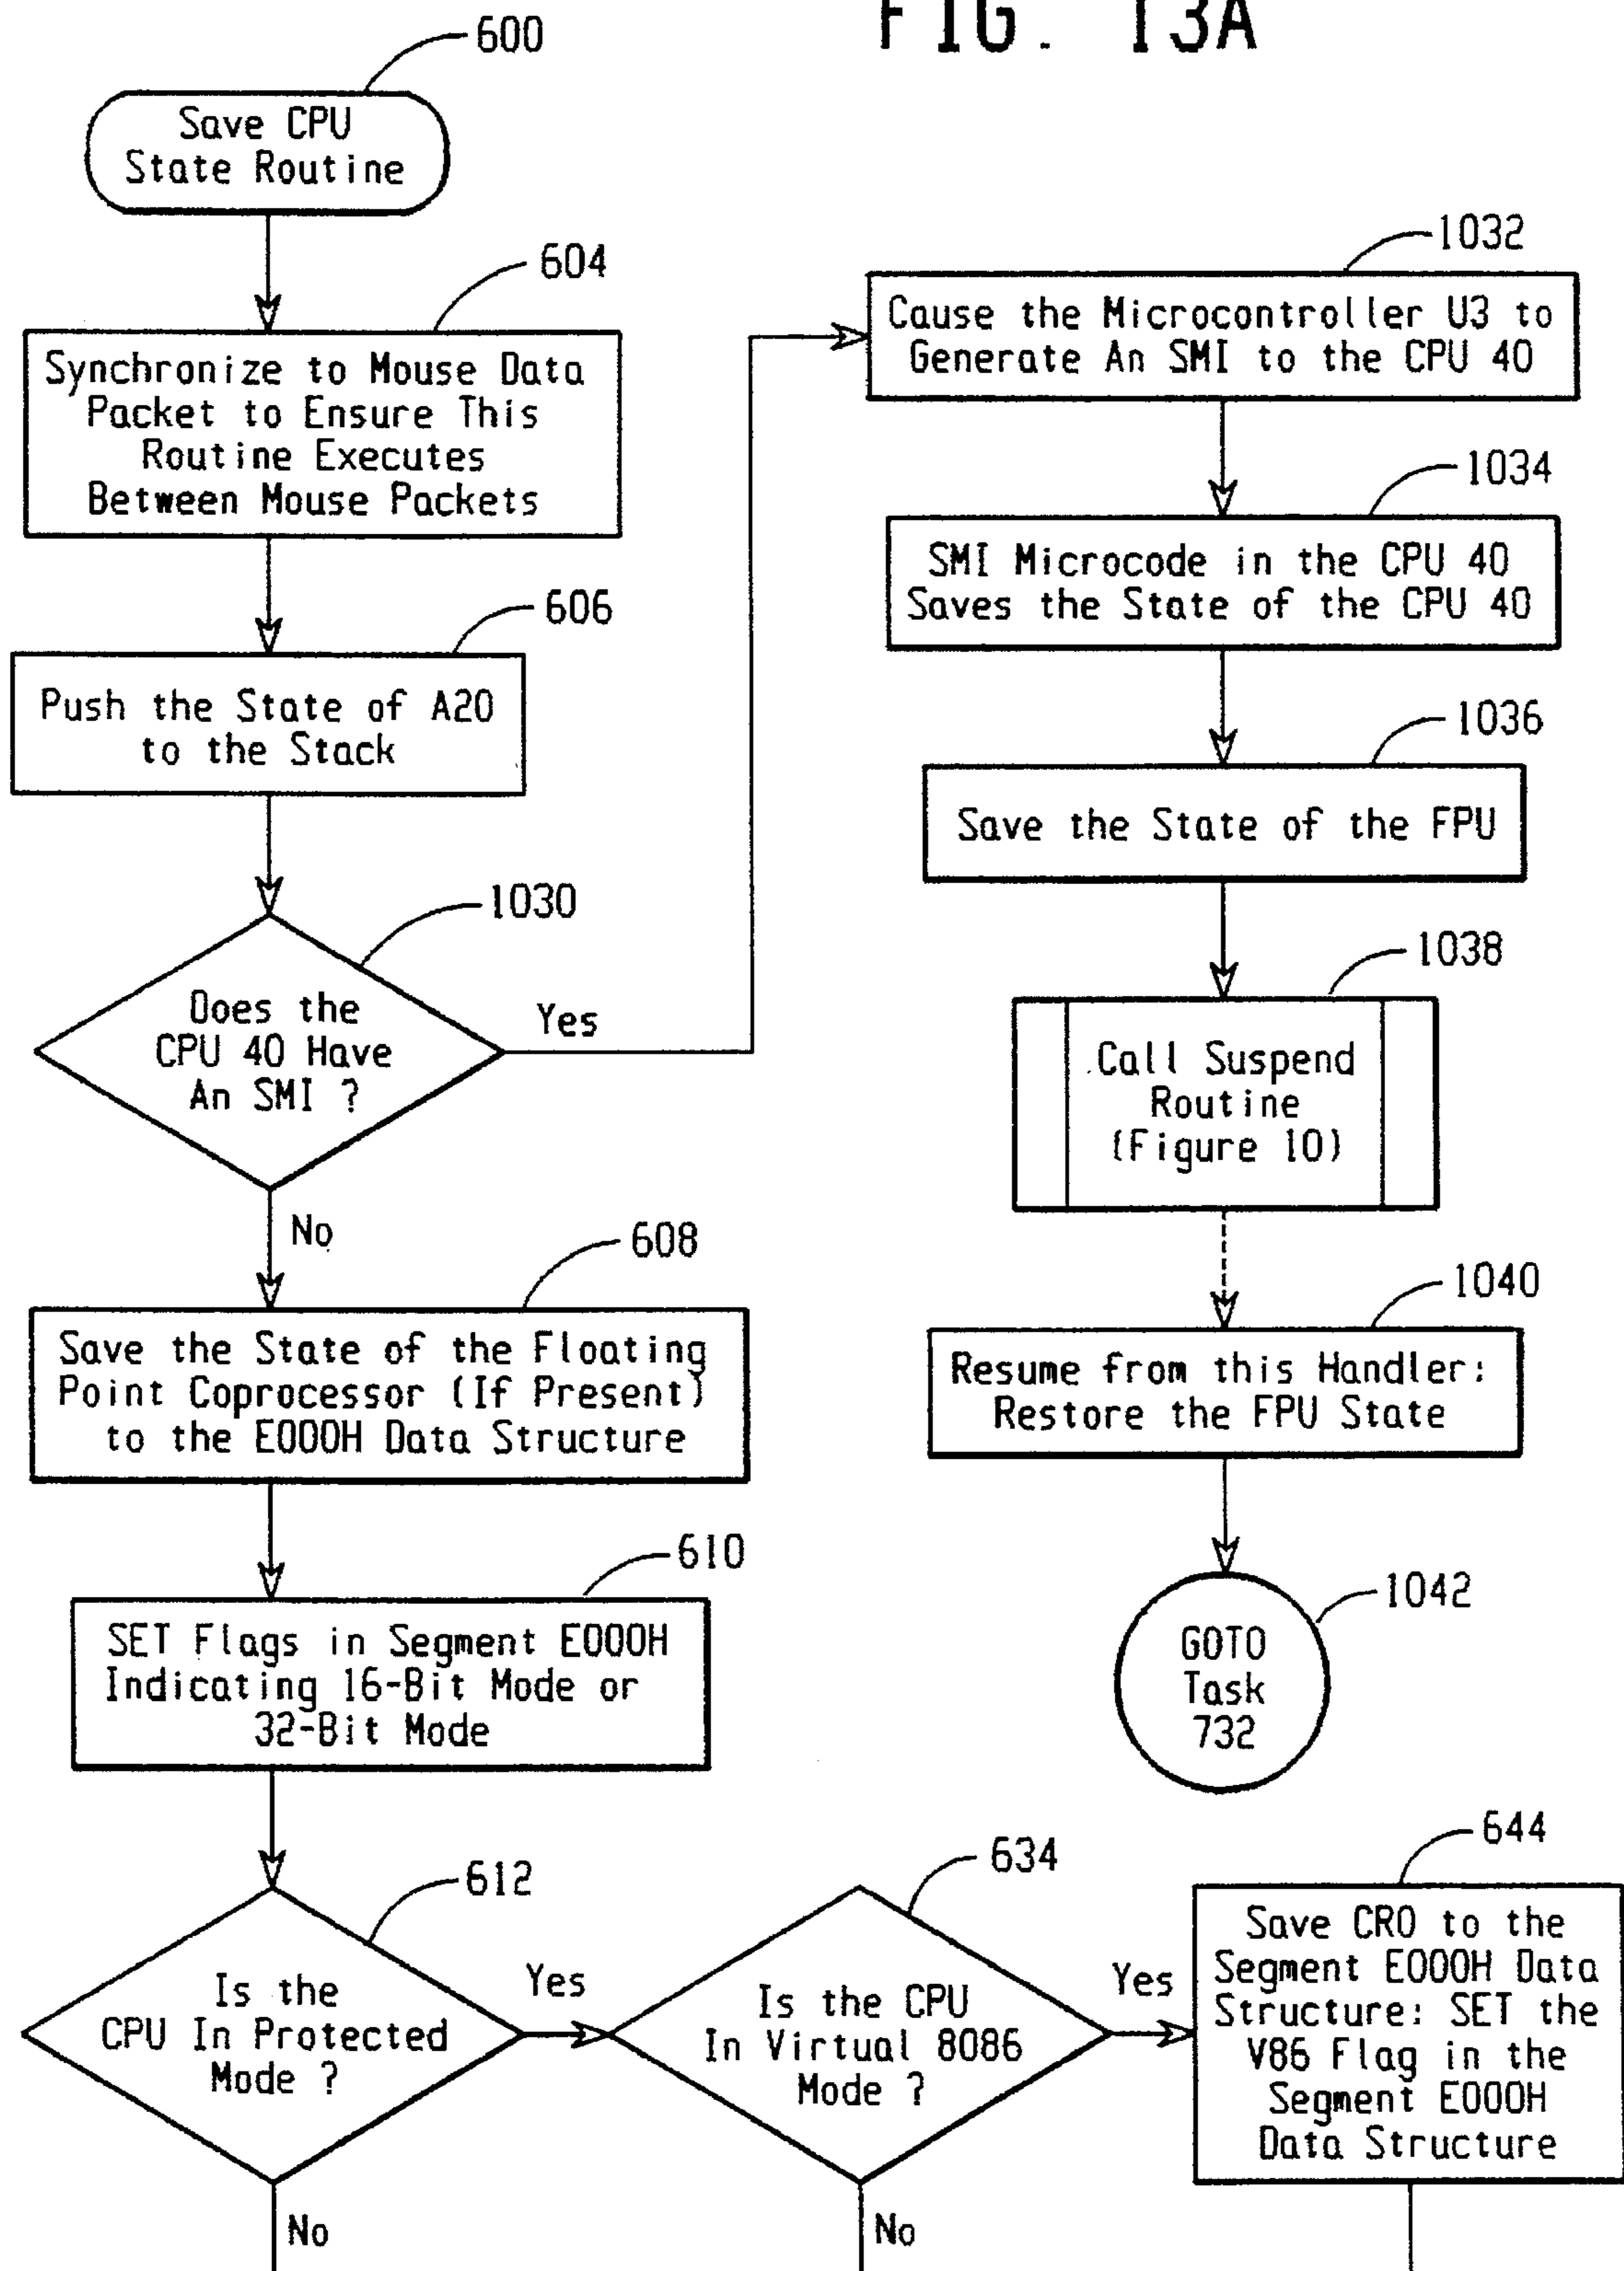 FIG. 13A
600
Save CPU
State Routine
604
Synchronize to Mouse Data
Packet to Ensure This
Routine Executes
Between Mouse Packets
606
Push the State of A20
to the Stack
1030
Does the
CPU 40 Have
An SMI ?
Yes
No
1032
Cause the Microcontroller U3 to
Generate An SMI to the CPU 40
1034
SMI Microcode in the CPU 40
Saves the State of the CPU 40
1036
Save the State of the FPU
1038
Call Suspend
Routine
(Figure 10)
1040
Resume from this Handler:
Restore the FPU State
1042
GOTO
Task
732
608
Save the State of the Floating
Point Coprocessor (If Present)
to the E000H Data Structure
610
SET Flags in Segment E000H
Indicating 16-Bit Mode or
32-Bit Mode
612
Is the
CPU In Protected
Mode ?
Yes
No
634
Is the CPU
In Virtual 8086
Mode ?
Yes
No
644
Save CR0 to the
Segment E000H Data
Structure: SET the
V86 Flag in the
Segment E000H
Data Structure